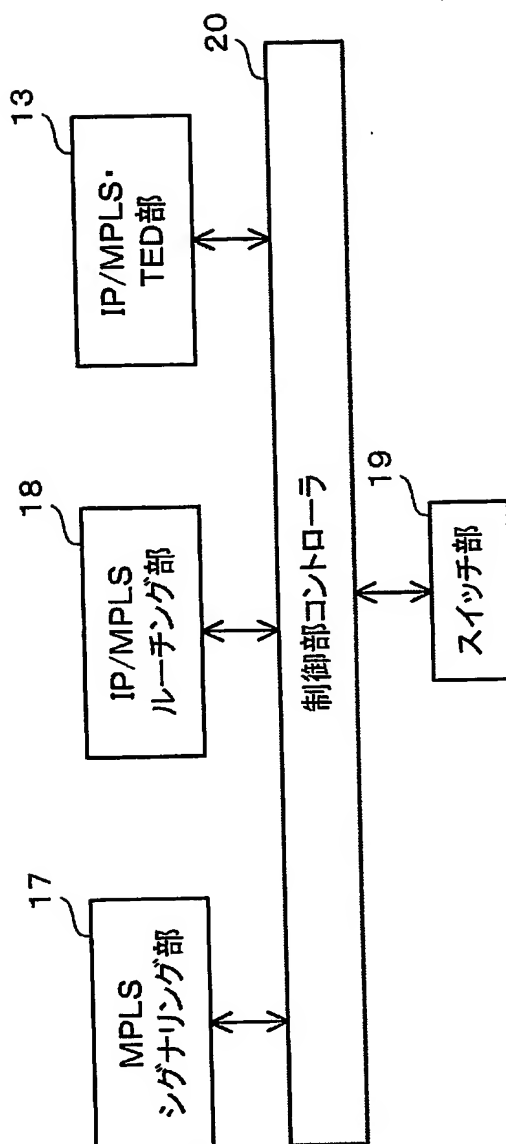 17
MPLS
シグナリング部
18
IP/MPLS
ルーチング部
13
IP/MPLS・
TED部
20
制御部コントローラ
19
スイッチ部